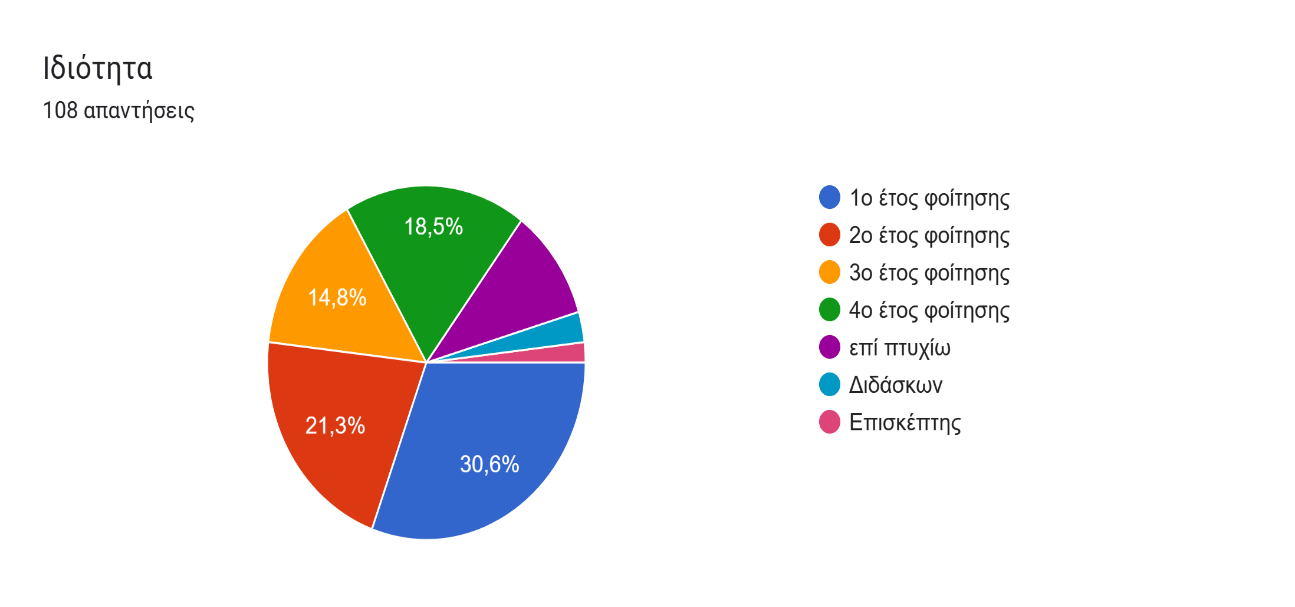 Ιδιότητα
108 απαντήσεις
18,5%
14,8%
21,3%
30,6%
1ο έτος φοίτησης
2ο έτος φοίτησης
3ο έτος φοίτησης
4ο έτος φοίτησης
επί πτυχίω
Διδάσκων
Επισκέπτης